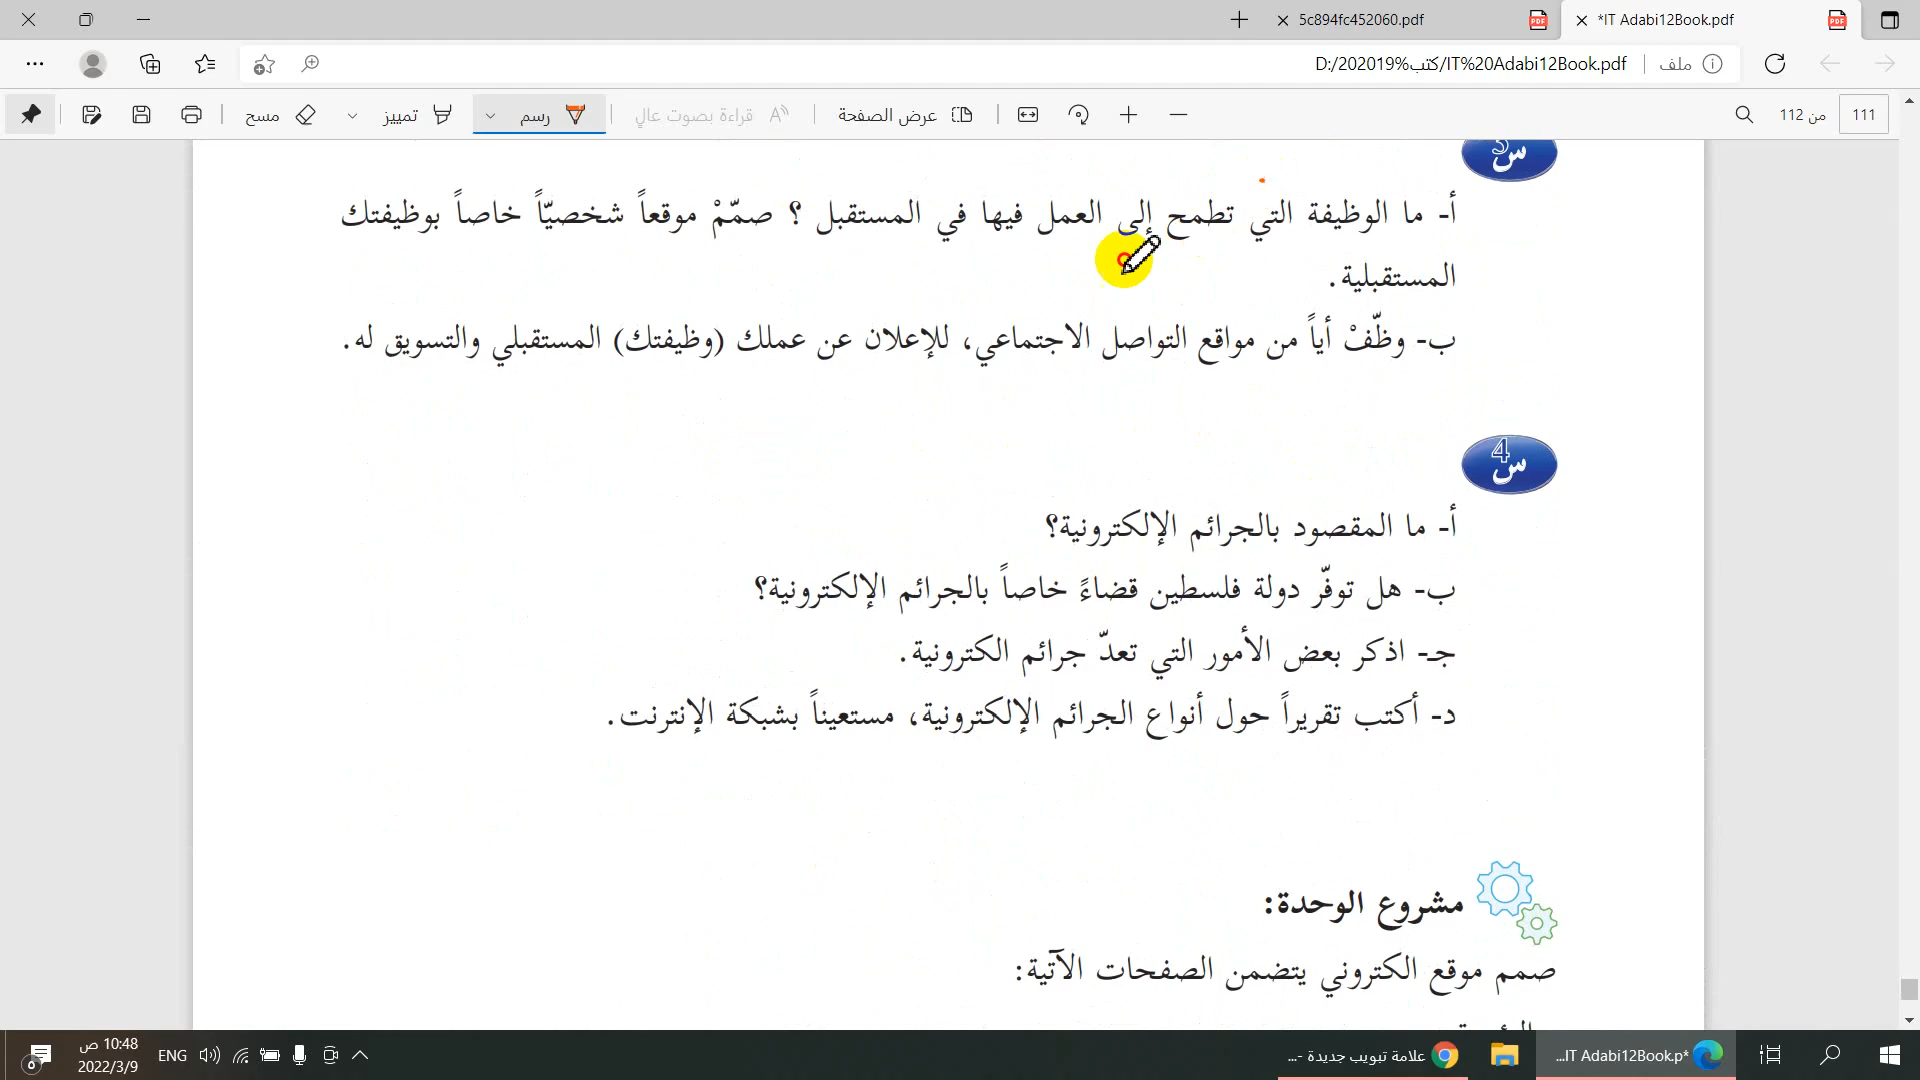 *IT Adabi12Book.pdf
5c894fc452060.pdf
ملف
D:/202019%كتب/IT%20Adabi12Book.pdf
111
من 112
عرض الصفحة
قراءة بصوت عالٍ
رسم
تمييز
مسح
س3
أ- ما الوظيفة التي تطمح إلى العمل فيها في المستقبل ؟ صمّمْ موقعاً شخصيّاً خاصاً بوظيفتك
المستقبلية.
ب- وظّفْ أياً من مواقع التواصل الاجتماعي، للإعلان عن عملك (وظيفتك) المستقبلي والتسويق له.
س4
أ- ما المقصود بالجرائم الإلكترونية؟
ب- هل توفّر دولة فلسطين قضاءً خاصاً بالجرائم الإلكترونية؟
جـ- اذكر بعض الأمور التي تعدّ جرائم الكترونية.
د- أكتب تقريراً حول أنواع الجرائم الإلكترونية، مستعيناً بشبكة الإنترنت.
مشروع الوحدة:
صمم موقع الكتروني يتضمن الصفحات الآتية:
*IT Adabi12Book.p...
علامة تبويب جديدة -...
ENG
10:48 ص
2022/3/9
6